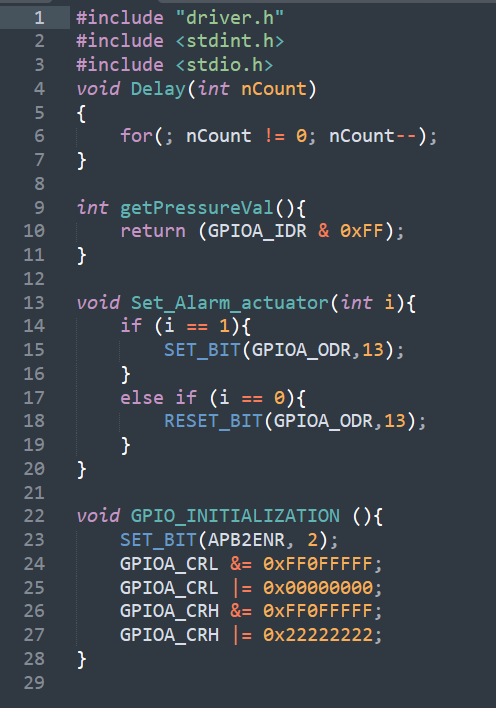 1 #include "driver.h"
2 #include <stdint.h>
3 #include <stdio.h>
4 void Delay(int nCount)
5 {
6     for(; nCount != 0; nCount--);
7 }
8
9 int getPressureVal(){
10     return (GPIOA_IDR & 0xFF);
11 }
12
13 void Set_Alarm_actuator(int i){
14     if (i == 1){
15         SET_BIT(GPIOA_ODR,13);
16     }
17     else if (i == 0){
18         RESET_BIT(GPIOA_ODR,13);
19     }
20 }
21
22 void GPIO_INITIALIZATION (){
23     SET_BIT(APB2ENR, 2);
24     GPIOA_CRL &= 0xFF0FFFFF;
25     GPIOA_CRL |= 0x00000000;
26     GPIOA_CRH &= 0xFF0FFFFF;
27     GPIOA_CRH |= 0x22222222;
28 }
29